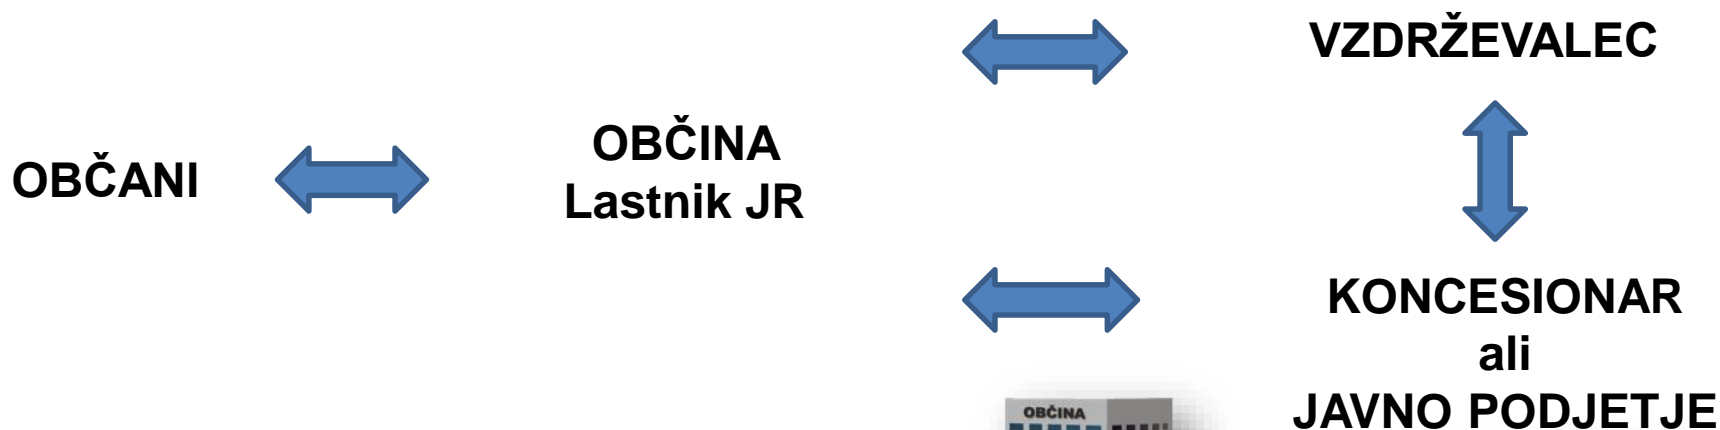 OBČANI
OBČINA
Lastnik JR
VZDRŽEVALEC
KONCESIONAR
ali
JAVNO PODJETJE
OBČINA